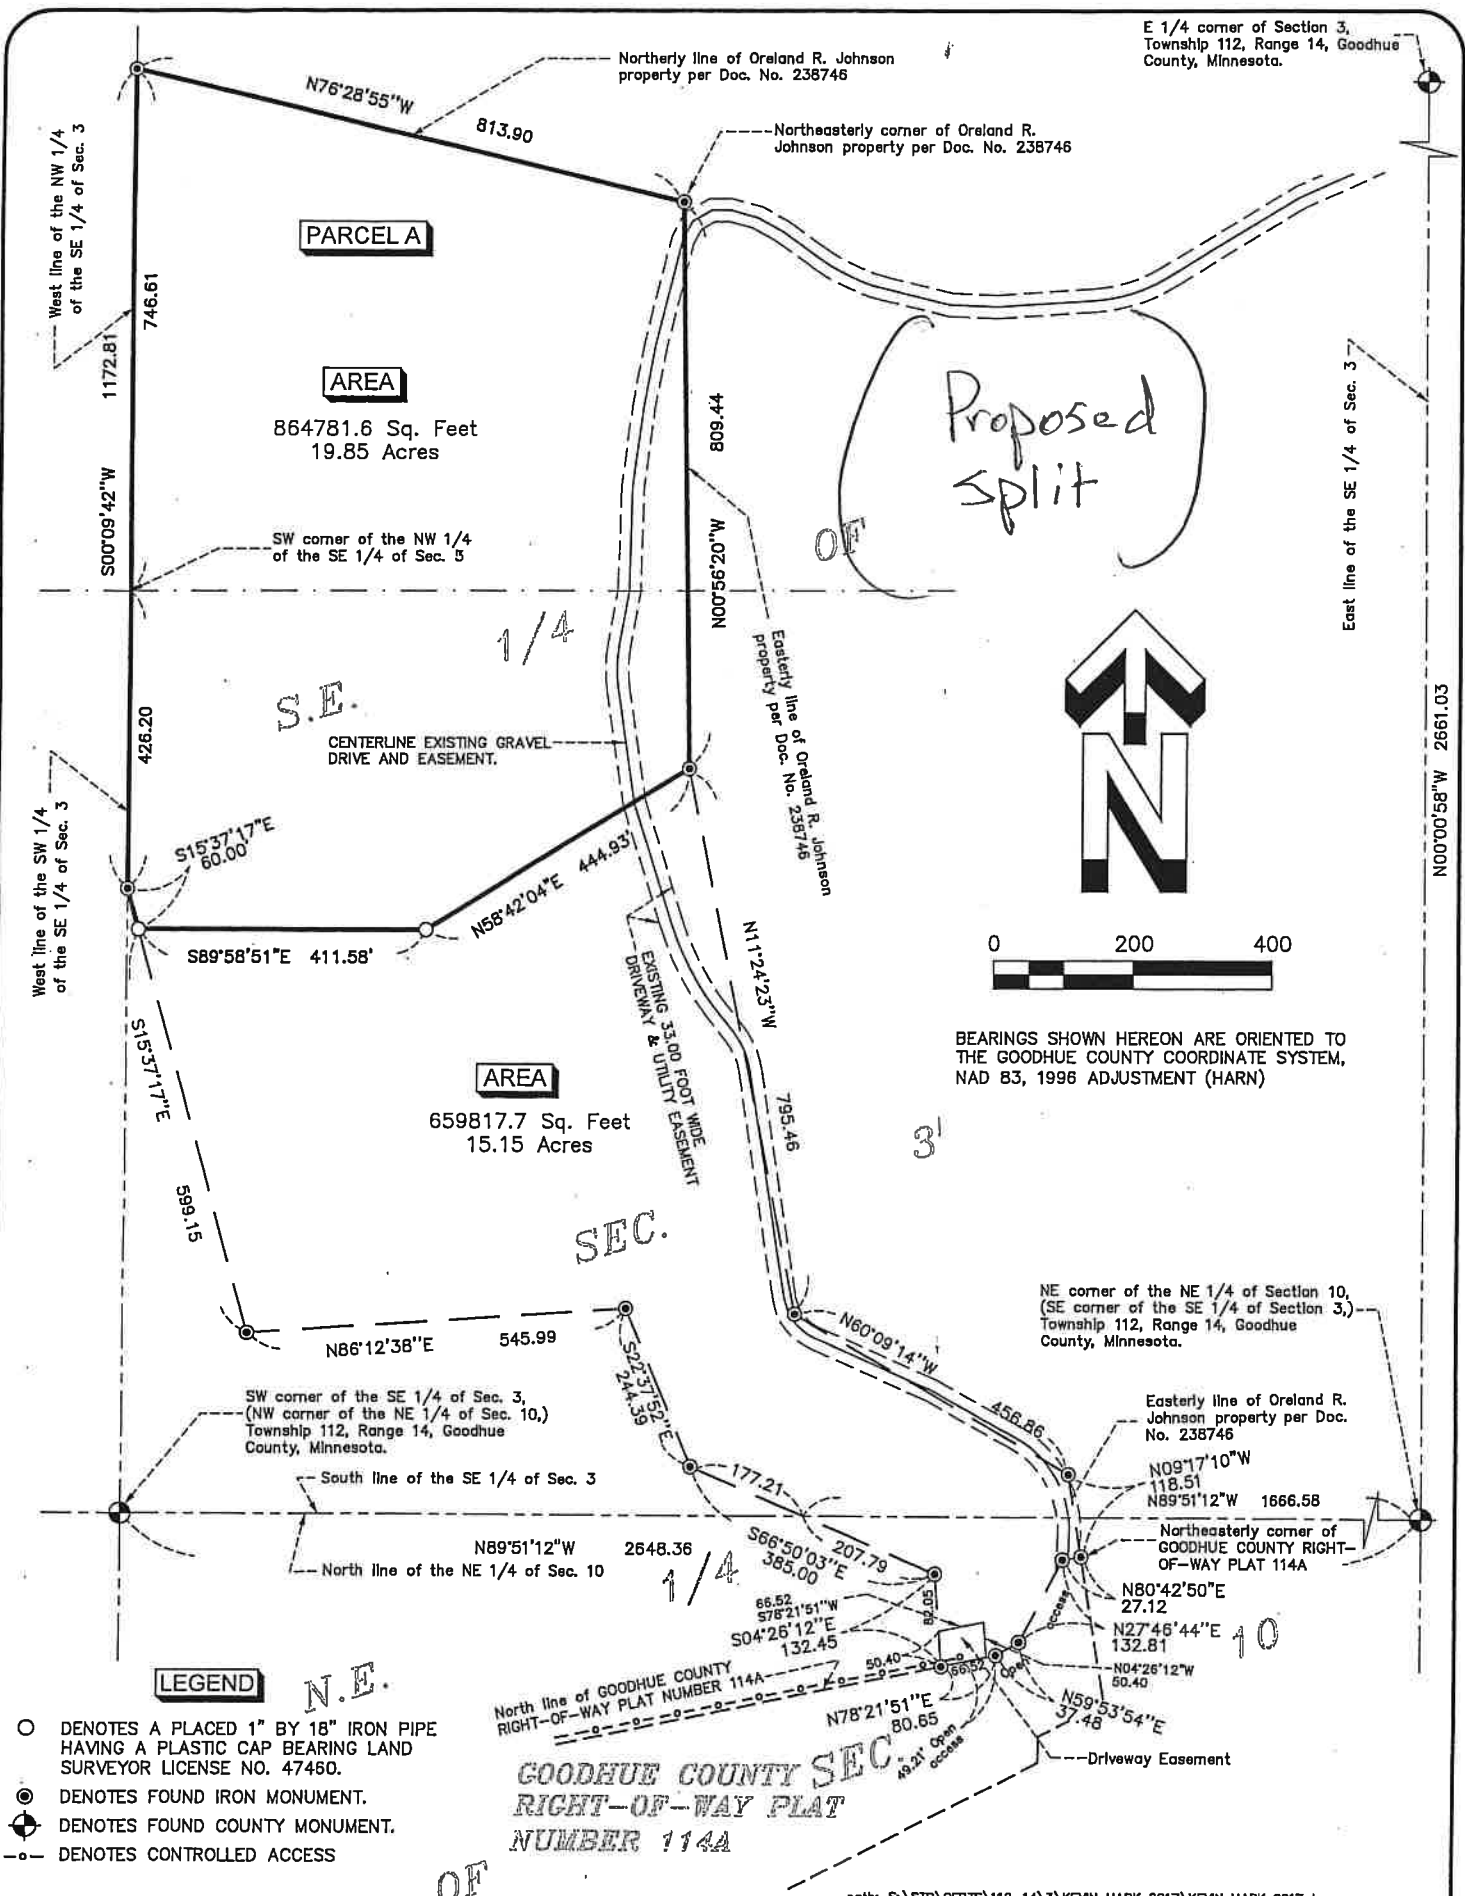 E 1/4 corner of Section 3,
Township 112, Range 14, Goodhue
County, Minnesota.
Northerly line of Oreland R. Johnson
property per Doc. No. 238746
N76°28'55"W
813.90
Northeasterly corner of Oreland R.
Johnson property per Doc. No. 238746
West line of the NW 1/4
of the SE 1/4 of Sec. 3
PARCEL A
746.61
1172.81
S00°09'42"W
AREA
864781.6 Sq. Feet
19.85 Acres
809.44
N00°56'20"W
Proposed
split
East line of the SE 1/4 of Sec. 3
SW corner of the NW 1/4
of the SE 1/4 of Sec. 3
OF
1/4
S.E.
Easterly line of Oreland R. Johnson
property per Doc. No. 238746
CENTERLINE EXISTING GRAVEL
DRIVE AND EASEMENT.
426.20
West line of the SW 1/4
of the SE 1/4 of Sec. 3
N
N00°00'58"W 2661.03
S15°37'17"E
60.00'
N58°42'04"E 444.93'
S89°58'51"E 411.58'
0 200 400
BEARINGS SHOWN HEREON ARE ORIENTED TO
THE GOODHUE COUNTY COORDINATE SYSTEM,
NAD 83, 1996 ADJUSTMENT (HARN)
N11°24'23"W
795.46
EXISTING 33.00 FOOT WIDE
DRIVEWAY & UTILITY EASEMENT
S15°37'17"E
599.15
AREA
659817.7 Sq. Feet
15.15 Acres
3
SEC.
N86°12'38"E 545.99
S22°37'52"E
244.39
N60°09'14"W
456.86
NE corner of the NE 1/4 of Section 10,
(SE corner of the SE 1/4 of Section 3,)
Township 112, Range 14, Goodhue
County, Minnesota.
SW corner of the SE 1/4 of Sec. 3,
(NW corner of the NE 1/4 of Sec. 10,)
Township 112, Range 14, Goodhue
County, Minnesota.
Easterly line of Oreland R.
Johnson property per Doc.
No. 238746
N09°17'10"W
118.51
South line of the SE 1/4 of Sec. 3
177.21
N89°51'12"W 1666.58
N89°51'12"W 2648.36
North line of the NE 1/4 of Sec. 10
S66°50'03"E
385.00
207.79
Northeasterly corner of
GOODHUE COUNTY RIGHT-
OF-WAY PLAT 114A
1/4
N80°42'50"E
27.12
66.52
S78°21'51"W
82.05
S04°26'12"E
132.45
access
N27°46'44"E
132.81
10
N04°26'12"W
50.40
North line of GOODHUE COUNTY
RIGHT-OF-WAY PLAT NUMBER 114A
50.40
66.52
Open
N78°21'51"E
80.65
N59°53'54"E
37.48
49.21' Open
access
Driveway Easement
LEGEND
N.E.
DENOTES A PLACED 1" BY 18" IRON PIPE
HAVING A PLASTIC CAP BEARING LAND
SURVEYOR LICENSE NO. 47460.
DENOTES FOUND IRON MONUMENT.
DENOTES FOUND COUNTY MONUMENT.
DENOTES CONTROLLED ACCESS
SEC.
GOODHUE COUNTY
RIGHT-OF-WAY PLAT
NUMBER 114A
OF